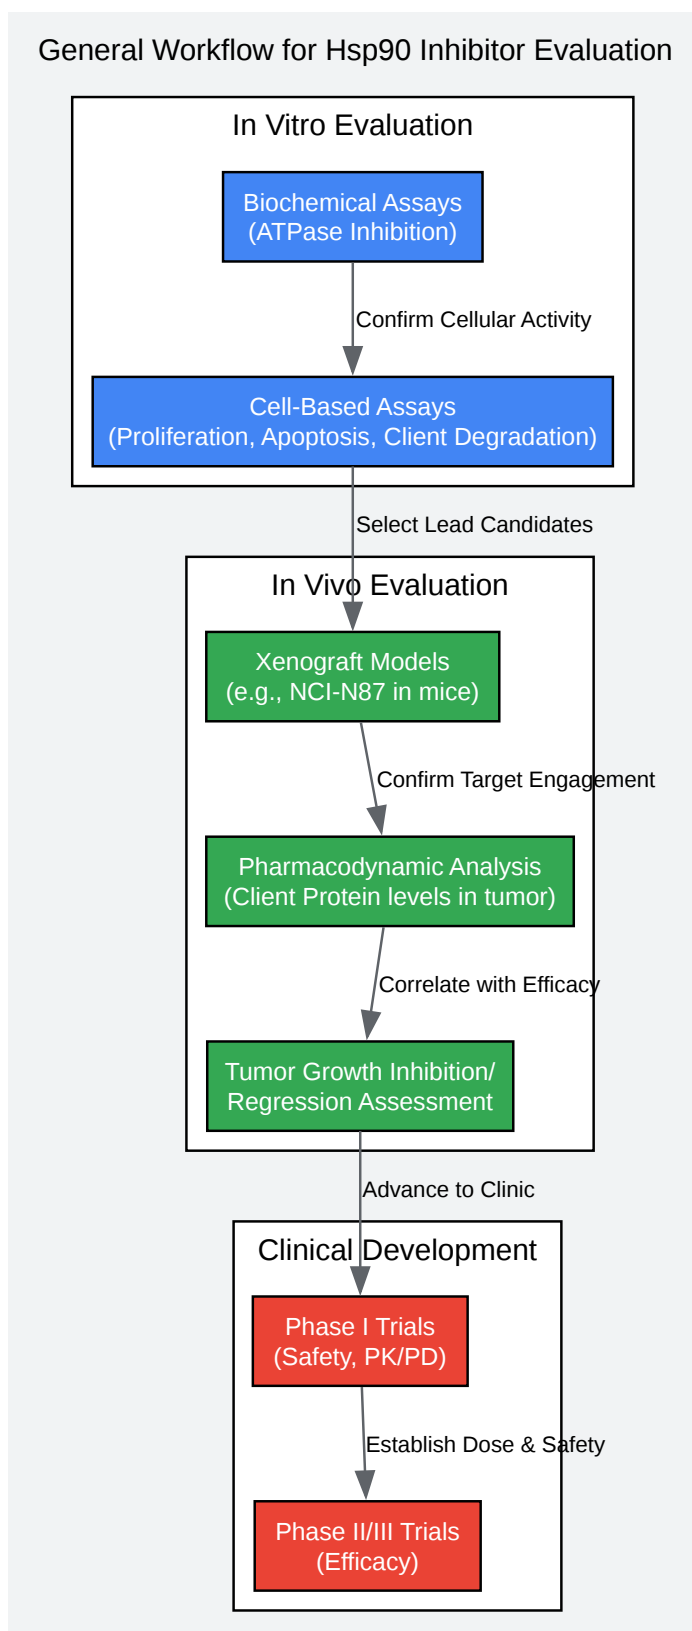 General Workflow for Hsp90 Inhibitor Evaluation
In Vitro Evaluation
Biochemical Assays
(ATPase Inhibition)
Confirm Cellular Activity
Cell-Based Assays
(Proliferation, Apoptosis, Client Degradation)
Select Lead Candidates
In Vivo Evaluation
Xenograft Models
(e.g., NCI-N87 in mice)
Confirm Target Engagement
Pharmacodynamic Analysis
(Client Protein levels in tumor)
Correlate with Efficacy
Tumor Growth Inhibition/
Regression Assessment
Advance to Clinic
Clinical Development
Phase I Trials
(Safety, PK/PD)
Establish Dose & Safety
Phase II/III Trials
(Efficacy)